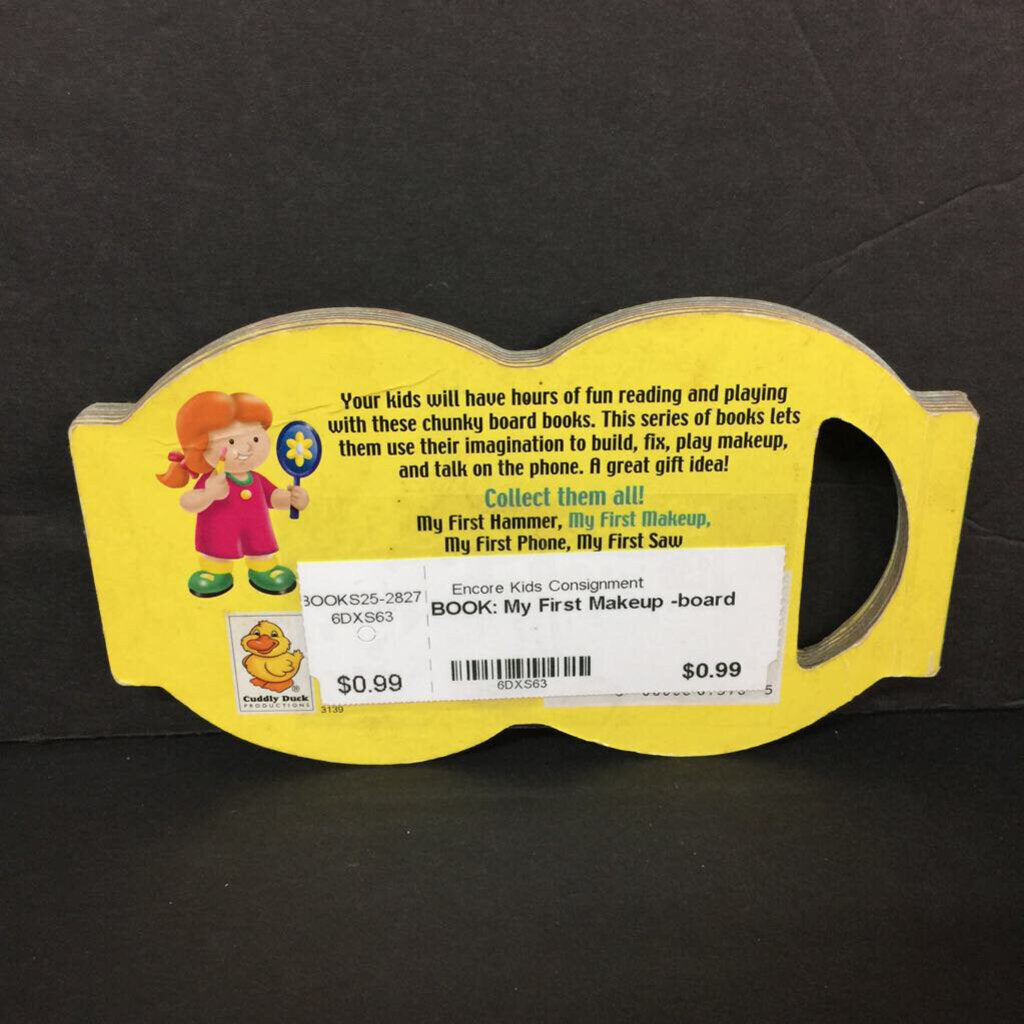 Your kids will have hours of fun reading and playing
with these chunky board books. This series of books lets
them use their imagination to build, fix, play makeup,
and talk on the phone. A great gift idea!
Collect them all!
My First Hammer, My First Makeup,
My First Phone, My First Saw
BOOKS25-2827
6DXS63
$0.99
Encore Kids Consignment
BOOK: My First Makeup -board
6DXS63
$0.99
Cuddly Duck
PRODUCTIONS
®
3139
5